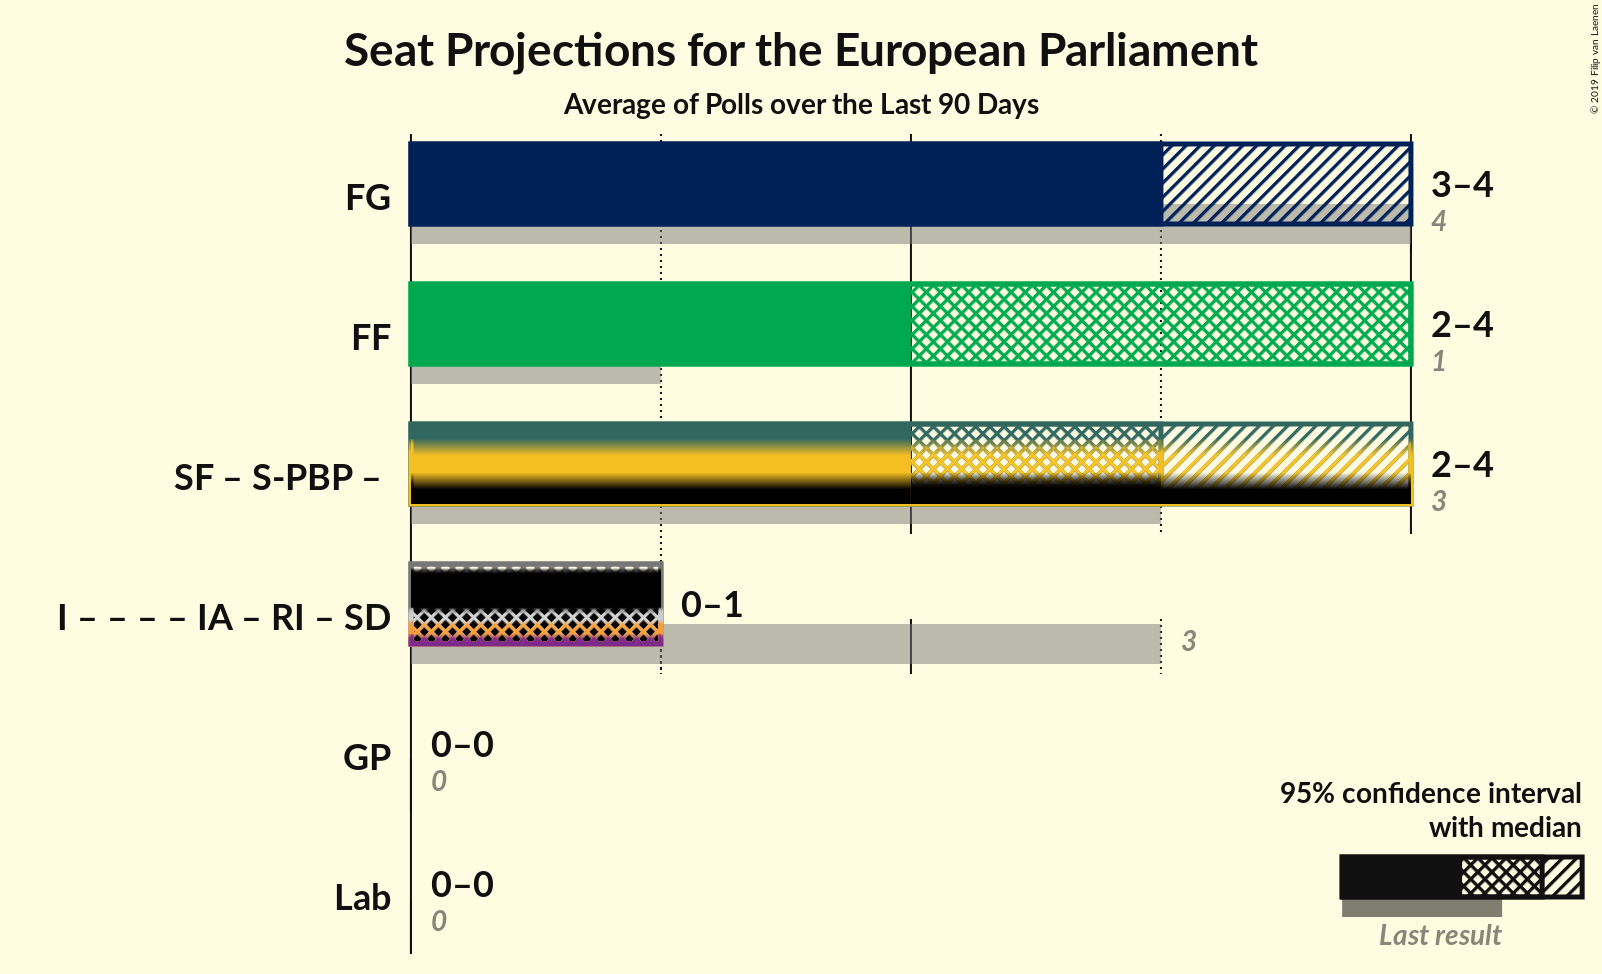 Seat Projections for the European Parliament
Average of Polls over the Last 90 Days
© 2019 Filip van Laenen
FG
3–4
4
FF
2–4
1
SF – S-PBP –
2–4
3
I – – – – IA – RI – SD
0–1
3
GP
0–0
0
Lab
0–0
0
95% confidence interval
with median
Last result